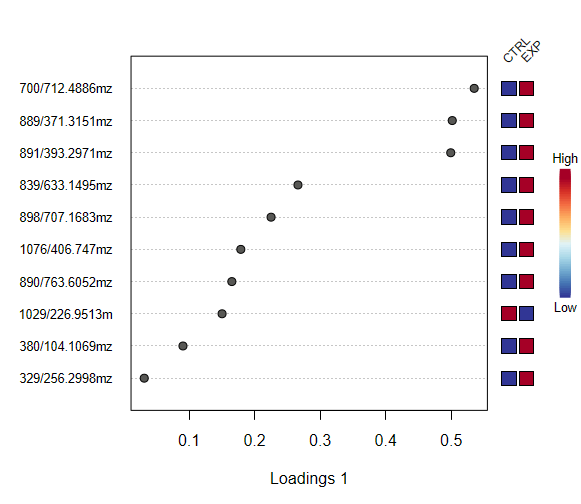 CTRL
EXP
700/712.4886mz
889/371.3151mz
891/393.2971mz
839/633.1495mz
898/707.1683mz
1076/406.747mz
890/763.6052mz
1029/226.9513m
380/104.1069mz
329/256.2998mz
High
Low
0.1 0.2 0.3 0.4 0.5
Loadings 1